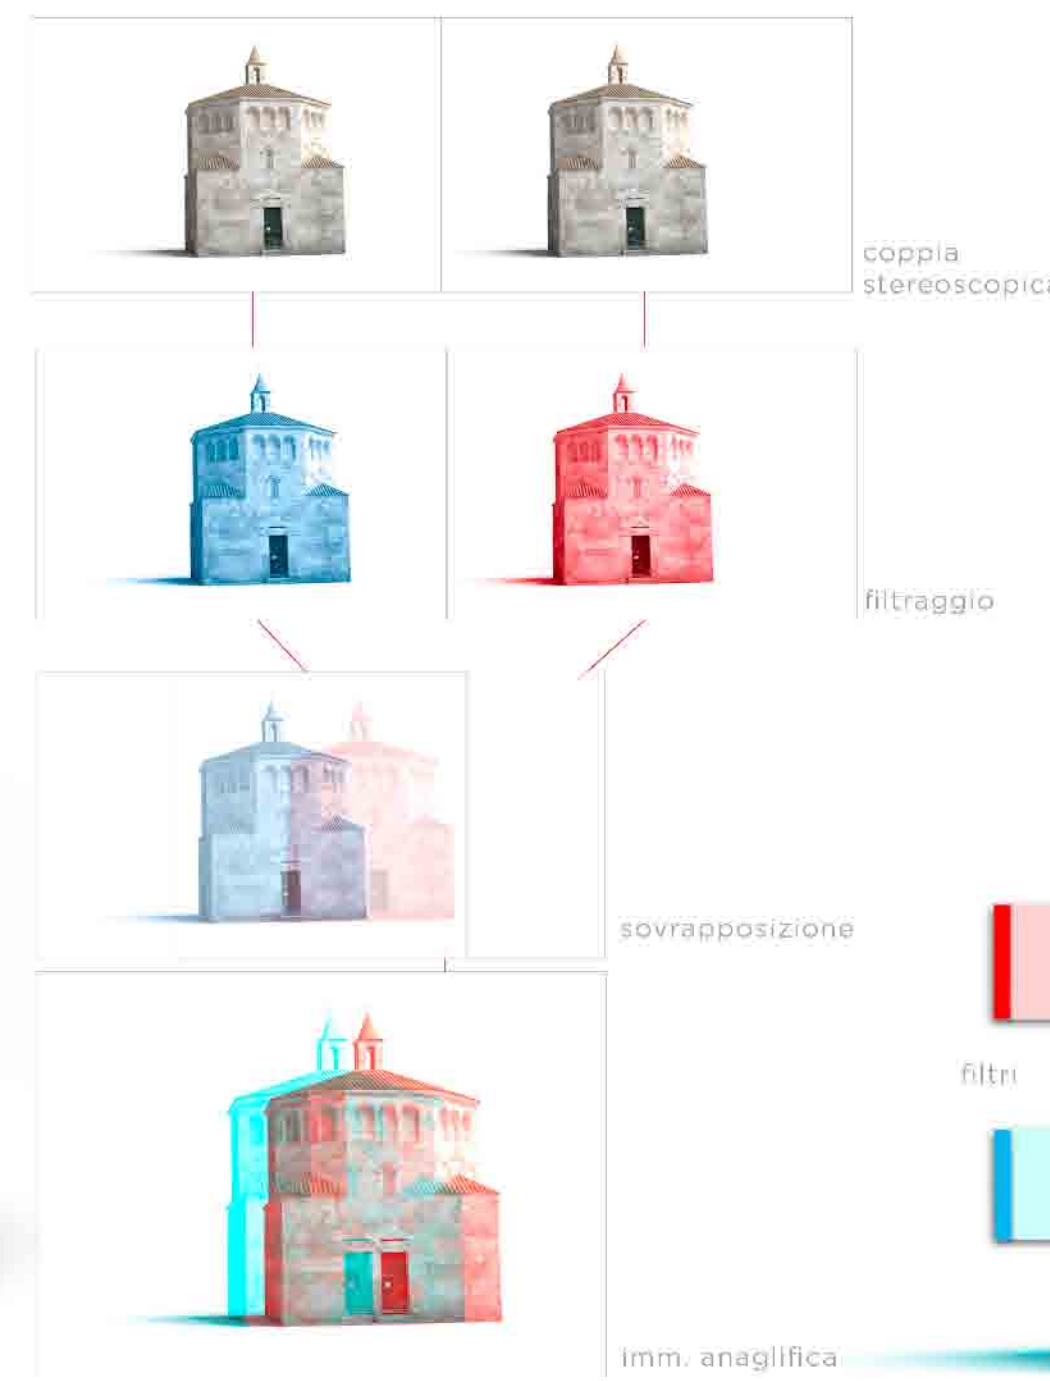 coppia
stereoscopica
filtraggio
sovrapposizione
filtri
imm. anaglifica